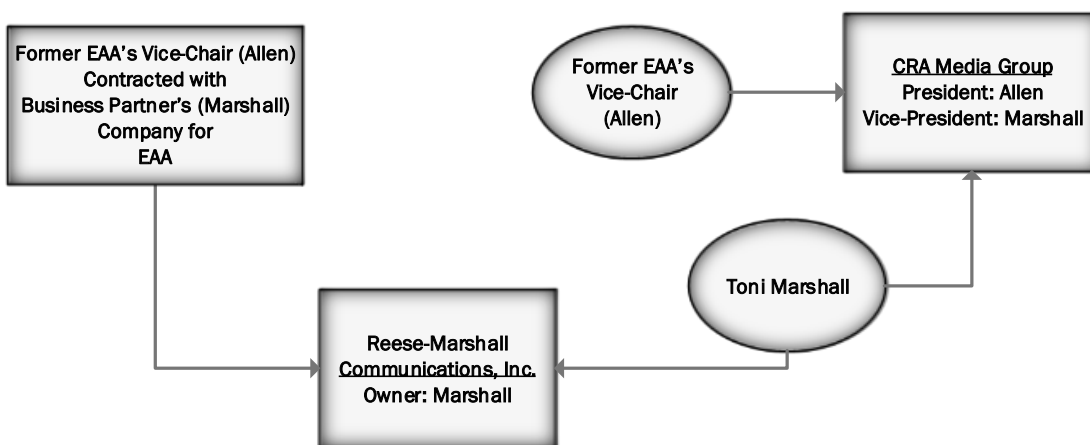 Former EAA's Vice-Chair (Allen)
Contracted with
Business Partner's (Marshall)
Company for
EAA
Former EAA's
Vice-Chair
(Allen)
CRA Media Group
President: Allen
Vice-President: Marshall
Toni Marshall
Reese-Marshall
Communications, Inc.
Owner: Marshall